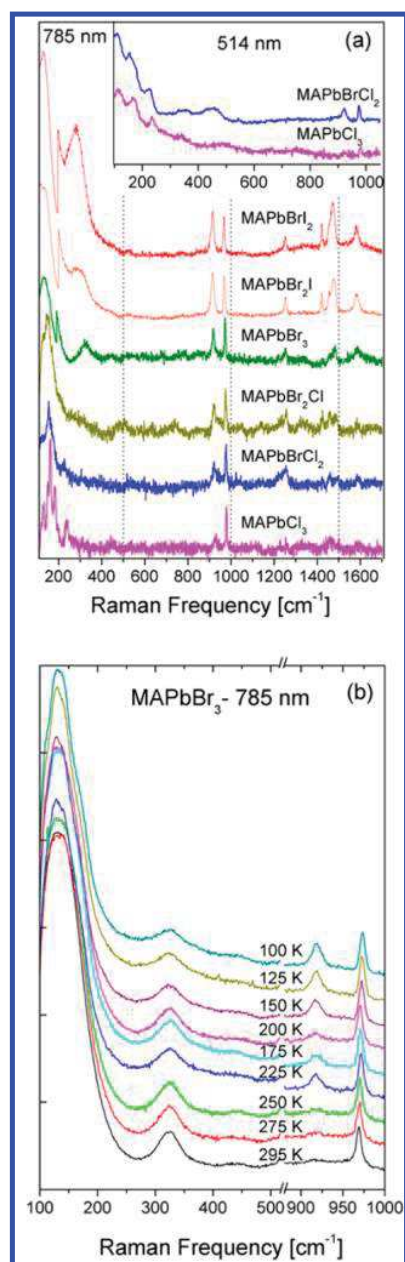 785 nm
514 nm
(a)
MAPbBrCl₂
MAPbCl₃
200 400 600 800 1000
MAPbBrI₂
MAPbBr₂I
MAPbBr₃
MAPbBr₂Cl
MAPbBrCl₂
MAPbCl₃
200 400 600 800 1000 1200 1400 1600
Raman Frequency [cm⁻¹]
MAPbBr₃- 785 nm
(b)
100 K
125 K
150 K
200 K
175 K
225 K
250 K
275 K
295 K
100 200 300 400 500 900 950 1000
Raman Frequency [cm⁻¹]